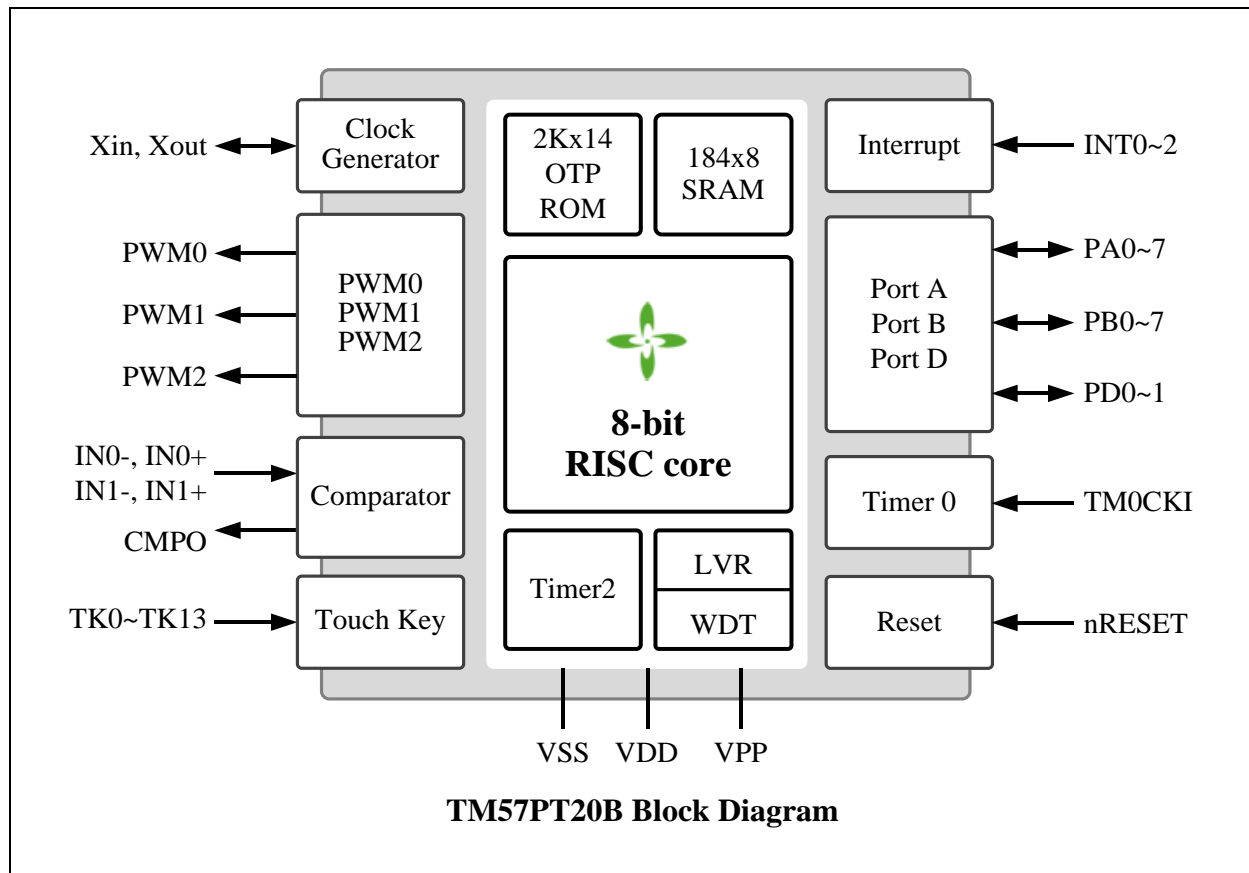 Xin, Xout
Clock
Generator
PWM0
PWM1
PWM2
PWM0
PWM1
PWM2
IN0-, IN0+
IN1-, IN1+
CMPO
Comparator
TK0~TK13
Touch Key
2Kx14
OTP
ROM
184x8
SRAM
8-bit
RISC core
Timer2
LVR
WDT
Interrupt
INT0~2
Port A
Port B
Port D
PA0~7
PB0~7
PD0~1
Timer 0
TM0CKI
Reset
nRESET
VSS VDD VPP
TM57PT20B Block Diagram